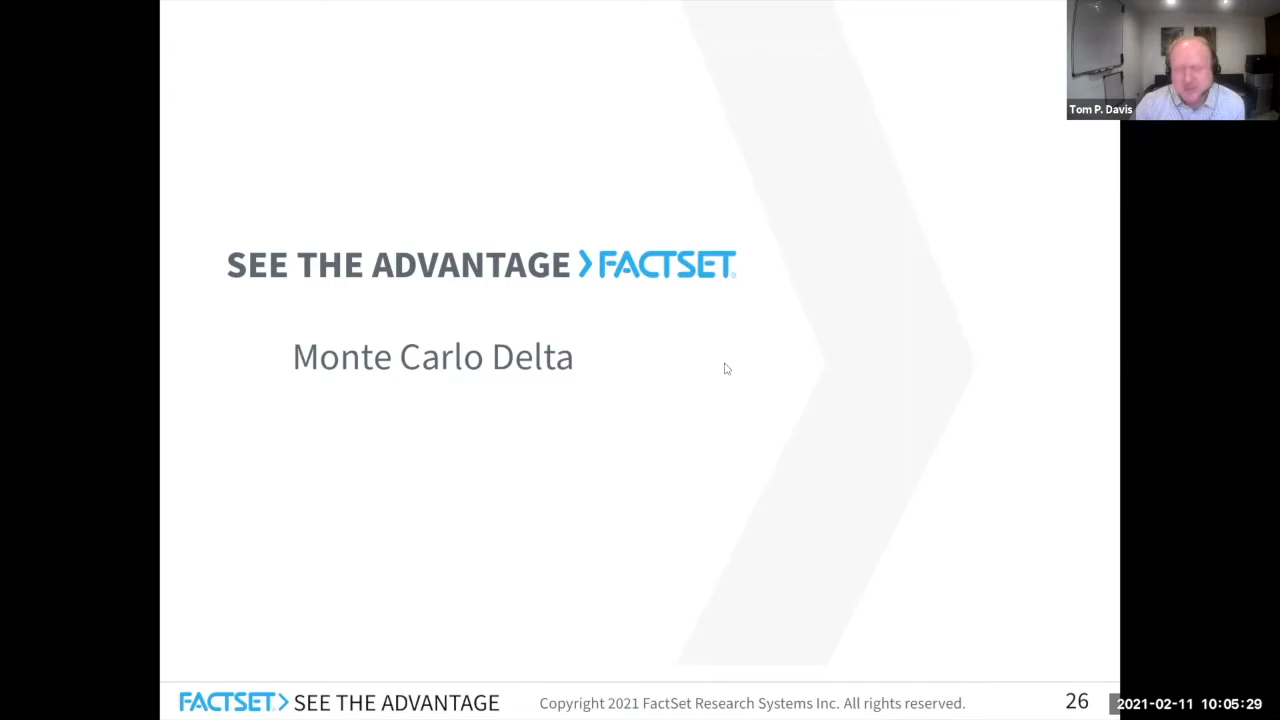 Tom P. Davis
SEE THE ADVANTAGE > FACTSET
Monte Carlo Delta
FACTSET > SEE THE ADVANTAGE
Copyright 2021 FactSet Research Systems Inc. All rights reserved.
26
2021-02-11 10:05:29